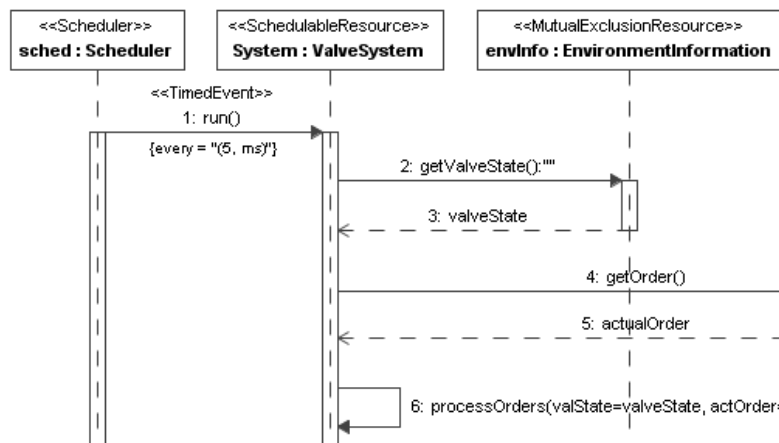 <<Scheduler>>
sched : Scheduler
<<SchedulableResource>>
System : ValveSystem
<<MutualExclusionResource>>
envInfo : EnvironmentInformation
<<TimedEvent>>
1: run()
{every = "(5, ms)"}
2: getValveState():""
3: valveState
4: getOrder()
5: actualOrder
6: processOrders(valState=valveState, actOrder=